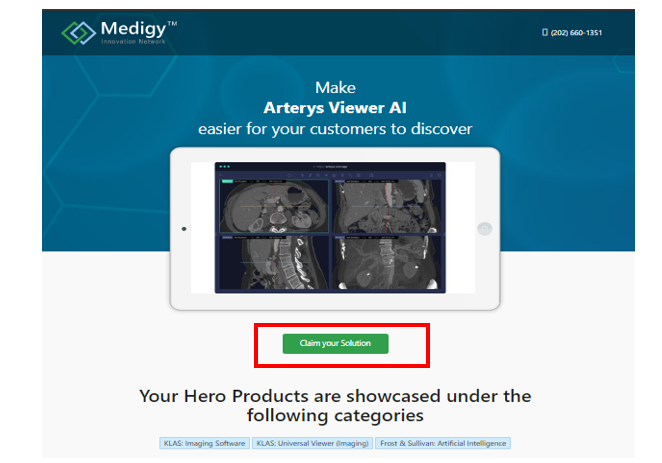 Medigy™
Innovation Network
(202) 660-1351
Make
Arterys Viewer AI
easier for your customers to discover
Claim your Solution
Your Hero Products are showcased under the
following categories
KLAS: Imaging Software KLAS: Universal Viewer (Imaging) Frost & Sullivan: Artificial Intelligence